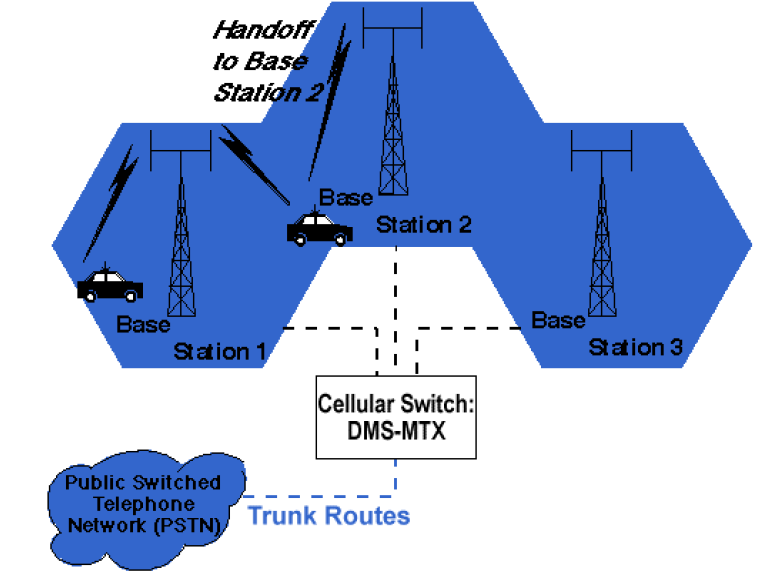 Handoff
to Base
Station 2
Base
Station 2
Base
Station 1
Base
Station 3
Cellular Switch:
DMS-MTX
Public Switched
Telephone
Network (PSTN)
Trunk Routes